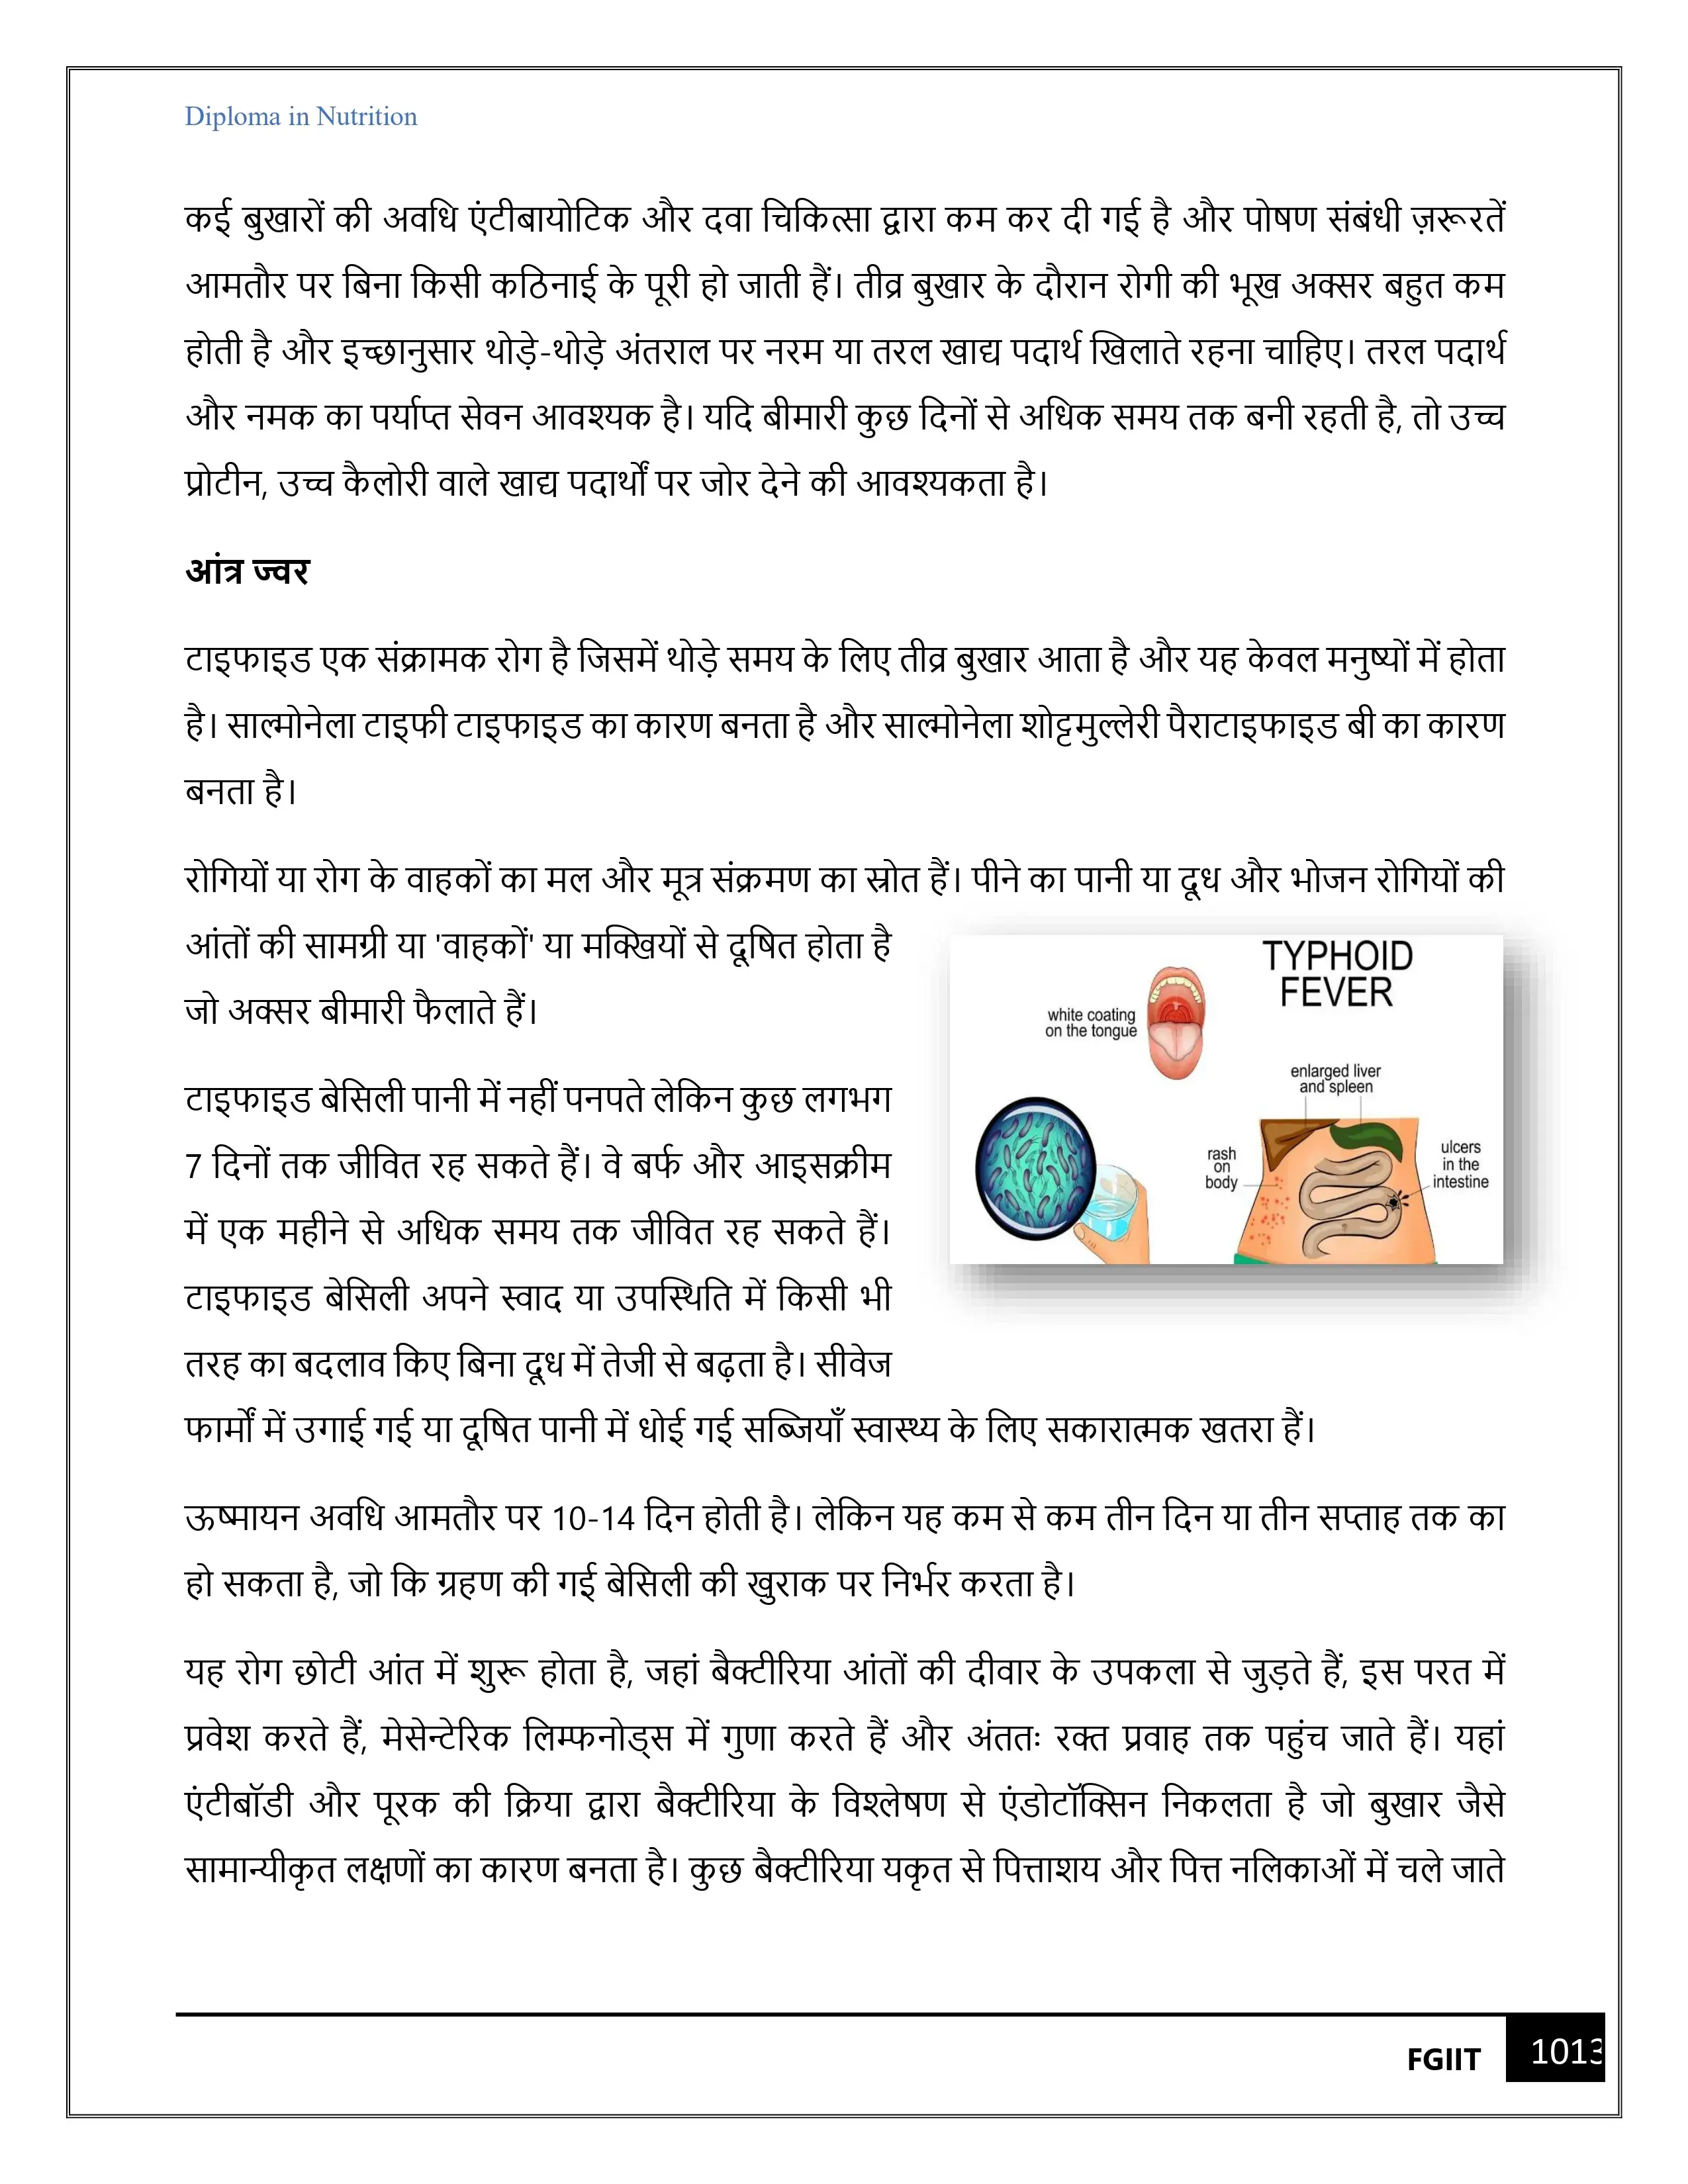 Diploma in Nutrition
कई बुखारों की अवधि एंटीबायोटिक और दवा चिकित्सा द्वारा कम कर दी गई है और पोषण संबंधी ज़रूरतें
आमतौर पर बिना किसी कठिनाई के पूरी हो जाती हैं। तीव्र बुखार के दौरान रोगी की भूख अक्सर बहुत कम
होती है और इच्छानुसार थोड़े-थोड़े अंतराल पर नरम या तरल खाद्य पदार्थ खिलाते रहना चाहिए। तरल पदार्थ
और नमक का पर्याप्त सेवन आवश्यक है। यदि बीमारी कुछ दिनों से अधिक समय तक बनी रहती है, तो उच्च
प्रोटीन, उच्च कैलोरी वाले खाद्य पदार्थों पर जोर देने की आवश्यकता है।
आंत्र ज्वर
टाइफाइड एक संक्रामक रोग है जिसमें थोड़े समय के लिए तीव्र बुखार आता है और यह केवल मनुष्यों में होता
है। साल्मोनेला टाइफी टाइफाइड का कारण बनता है और साल्मोनेला शोट्टमुल्लेरी पैराटाइफाइड बी का कारण
बनता है।
रोगियों या रोग के वाहकों का मल और मूत्र संक्रमण का स्रोत हैं। पीने का पानी या दूध और भोजन रोगियों की
आंतों की सामग्री या 'वाहकों' या मक्खियों से दूषित होता है
जो अक्सर बीमारी फैलाते हैं।
टाइफाइड बेसिली पानी में नहीं पनपते लेकिन कुछ लगभग
7 दिनों तक जीवित रह सकते हैं। वे बर्फ और आइसक्रीम
में एक महीने से अधिक समय तक जीवित रह सकते हैं।
टाइफाइड बेसिली अपने स्वाद या उपस्थिति में किसी भी
तरह का बदलाव किए बिना दूध में तेजी से बढ़ता है। सीवेज
फार्मों में उगाई गई या दूषित पानी में धोई गई सब्जियाँ स्वास्थ्य के लिए सकारात्मक खतरा हैं।
TYPHOID
FEVER
white coating
on the tongue
enlarged liver
and spleen
rash
on
body
ulcers
in the
intestine
ऊष्मायन अवधि आमतौर पर 10-14 दिन होती है। लेकिन यह कम से कम तीन दिन या तीन सप्ताह तक का
हो सकता है, जो कि ग्रहण की गई बेसिली की खुराक पर निर्भर करता है।
यह रोग छोटी आंत में शुरू होता है, जहां बैक्टीरिया आंतों की दीवार के उपकला से जुड़ते हैं, इस परत में
प्रवेश करते हैं, मेसेन्टेरिक लिम्फनोड्स में गुणा करते हैं और अंततः रक्त प्रवाह तक पहुंच जाते हैं। यहां
एंटीबॉडी और पूरक की क्रिया द्वारा बैक्टीरिया के विश्लेषण से एंडोटॉक्सिन निकलता है जो बुखार जैसे
सामान्यीकृत लक्षणों का कारण बनता है। कुछ बैक्टीरिया यकृत से पित्ताशय और पित्त नलिकाओं में चले जाते
FGIIT
1013